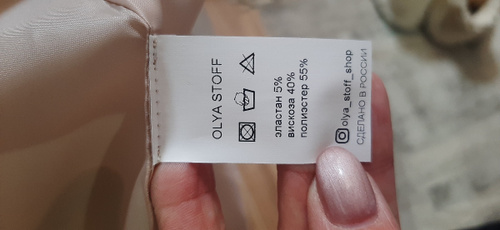 OLYA STOFF
эластан 5%
вискоза 40%
полиэстер 55%
olya_stoff_shop
СДЕЛАНО В РОССИИ